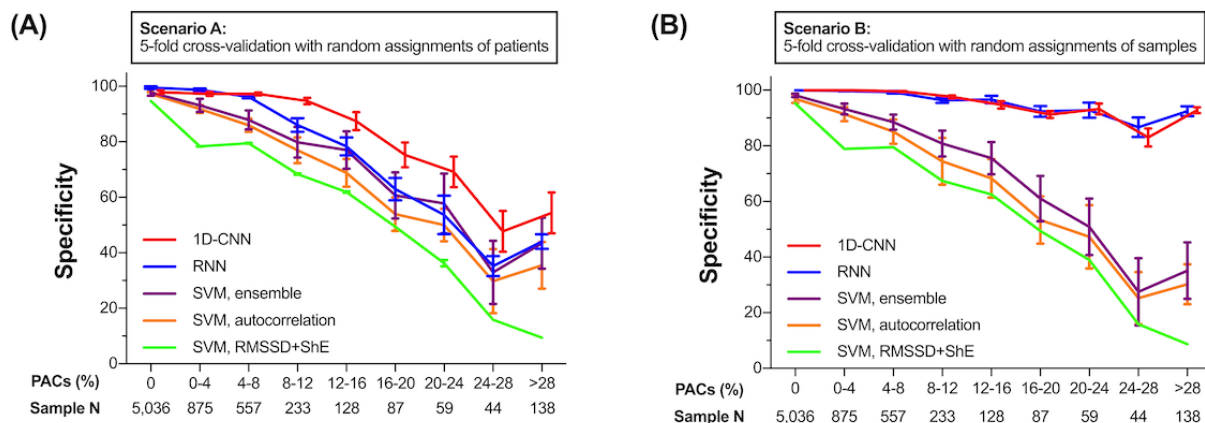 (A)
Scenario A:
5-fold cross-validation with random assignments of patients
Specificity
100
80
60
40
20
0
1D-CNN
RNN
SVM, ensemble
SVM, autocorrelation
SVM, RMSSD+ShE
PACs (%) 0 0-4 4-8 8-12 12-16 16-20 20-24 24-28 >28
Sample N 5,036 875 557 233 128 87 59 44 138
(B)
Scenario B:
5-fold cross-validation with random assignments of samples
Specificity
100
80
60
40
20
0
1D-CNN
RNN
SVM, ensemble
SVM, autocorrelation
SVM, RMSSD+ShE
PACs (%) 0 0-4 4-8 8-12 12-16 16-20 20-24 24-28 >28
Sample N 5,036 875 557 233 128 87 59 44 138